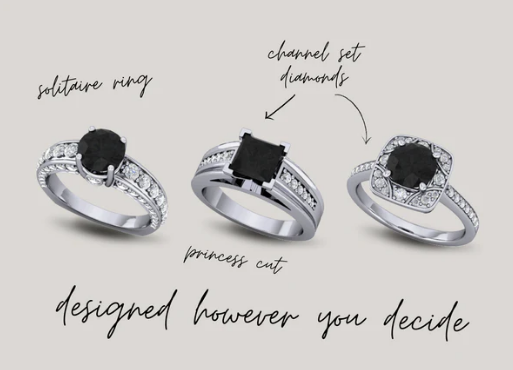 channel set
diamonds
solitaire ring
princess cut
designed however you decide